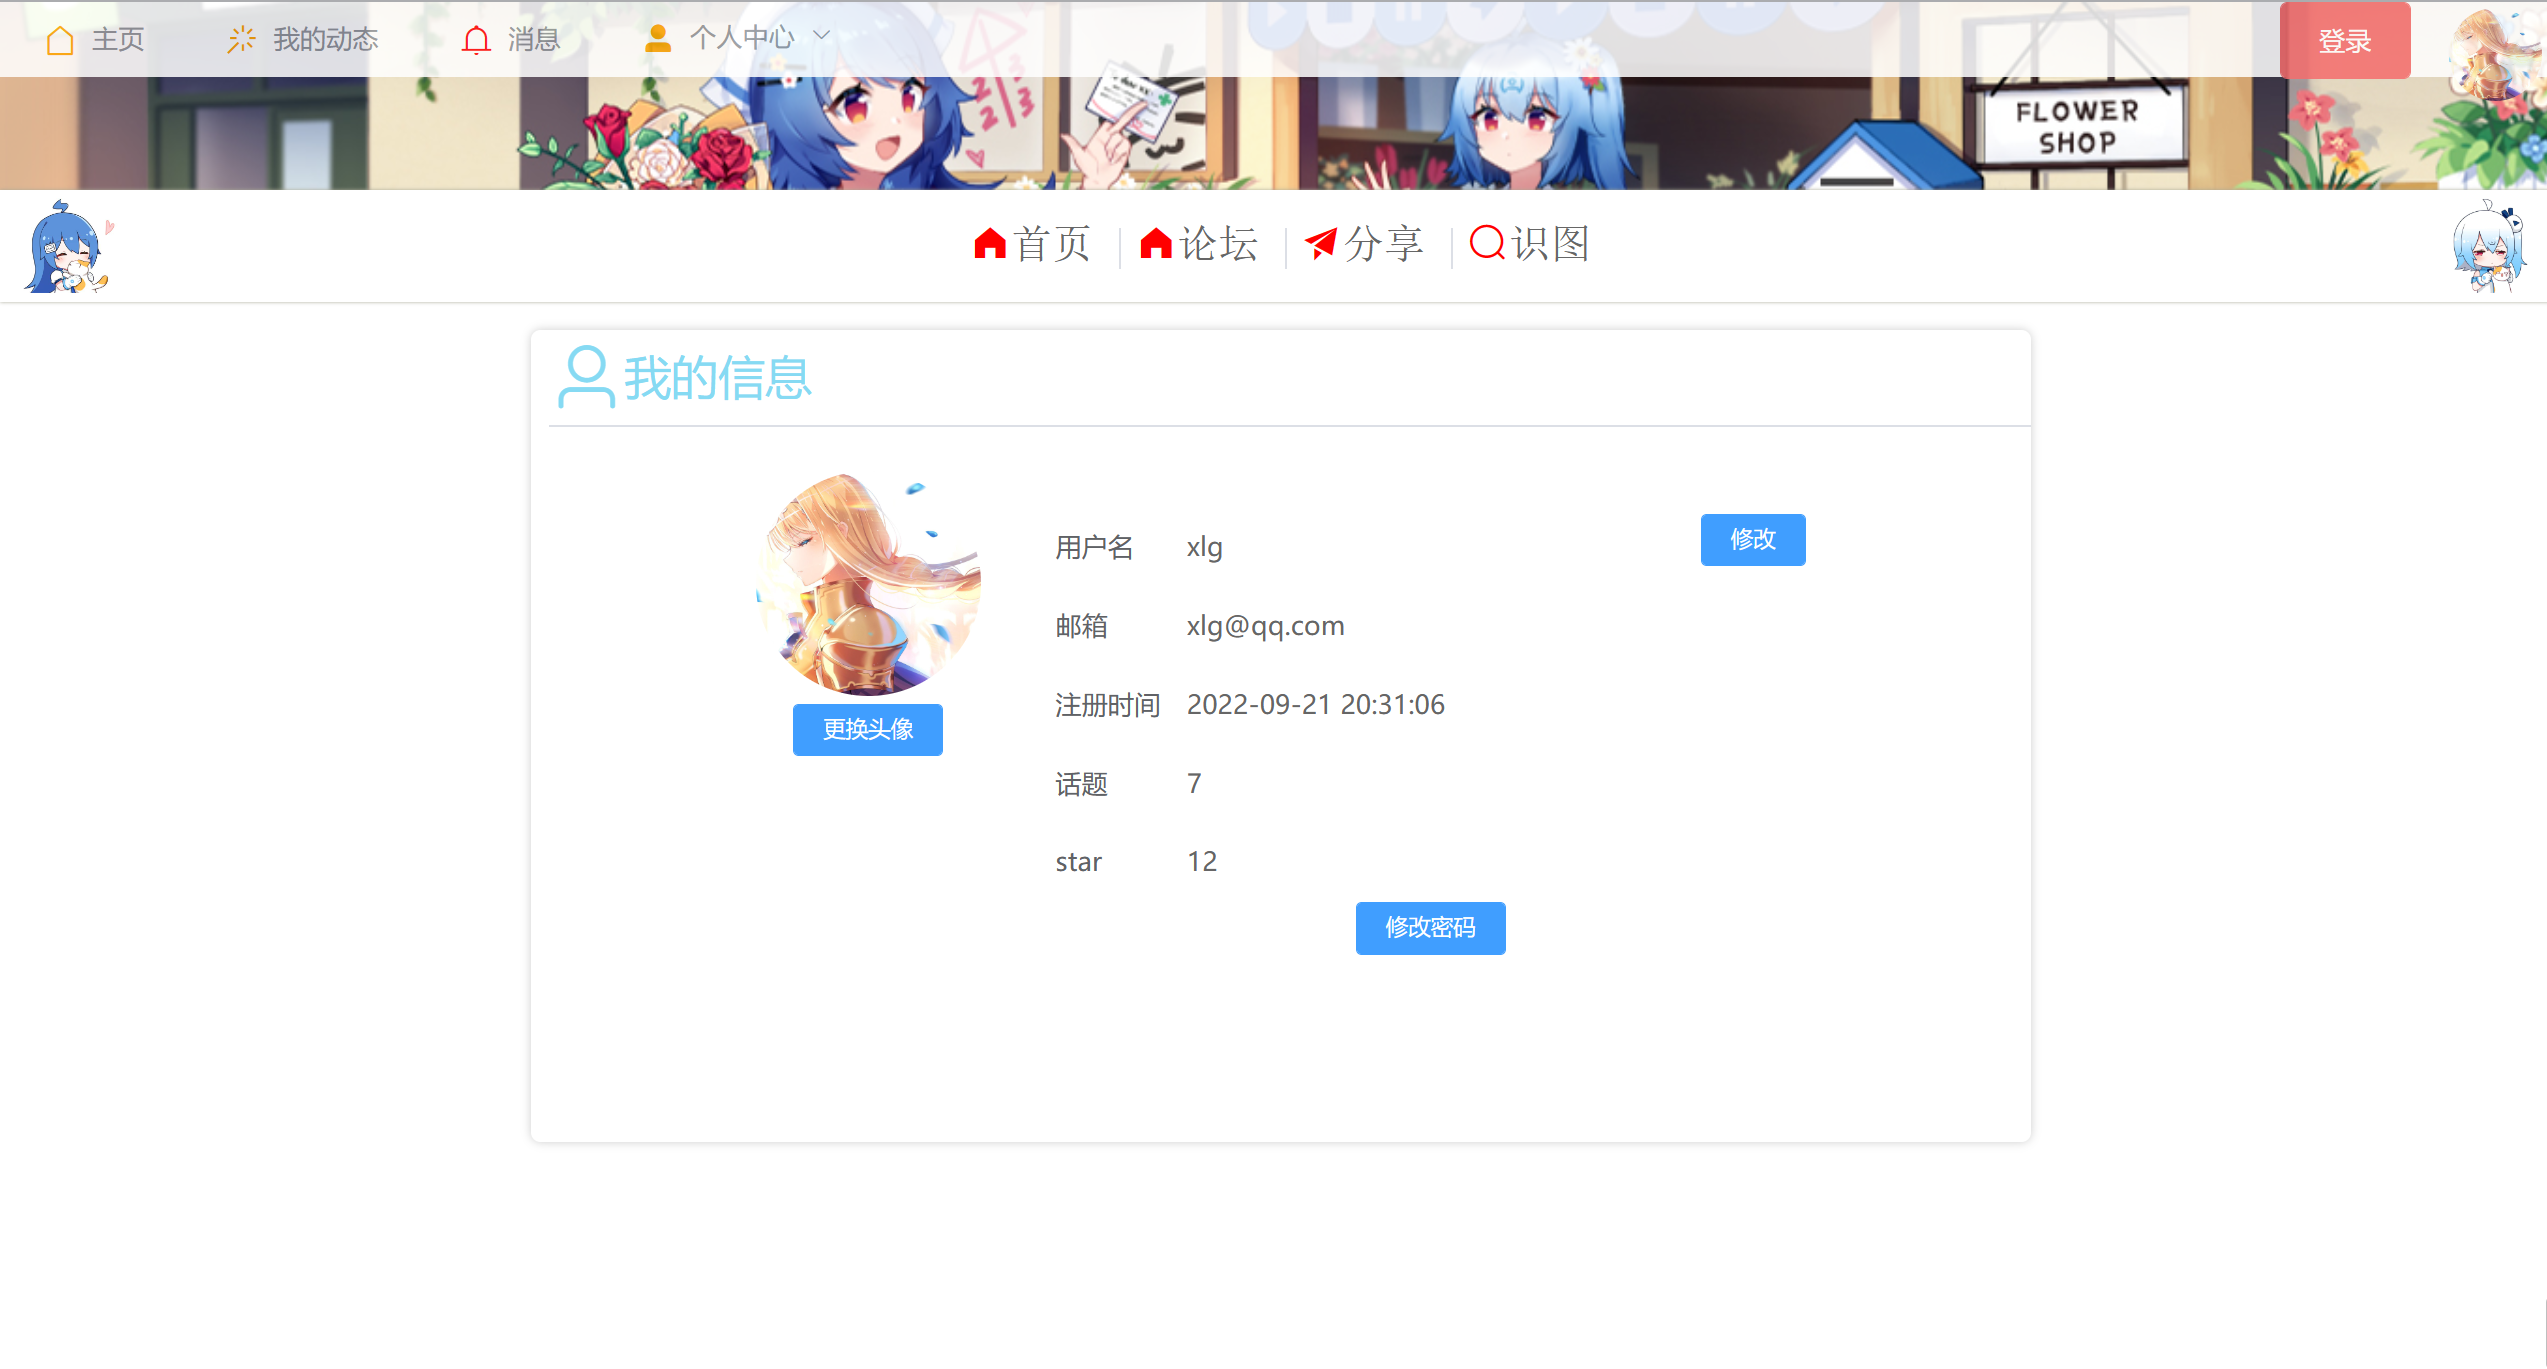 主页 我的动态 消息 个人中心 登录
FLOWER
SHOP
首页 论坛 分享 识图
我的信息
用户名 xlg 修改
邮箱 xlg@qq.com
注册时间 2022-09-21 20:31:06
更换头像
话题 7
star 12
修改密码